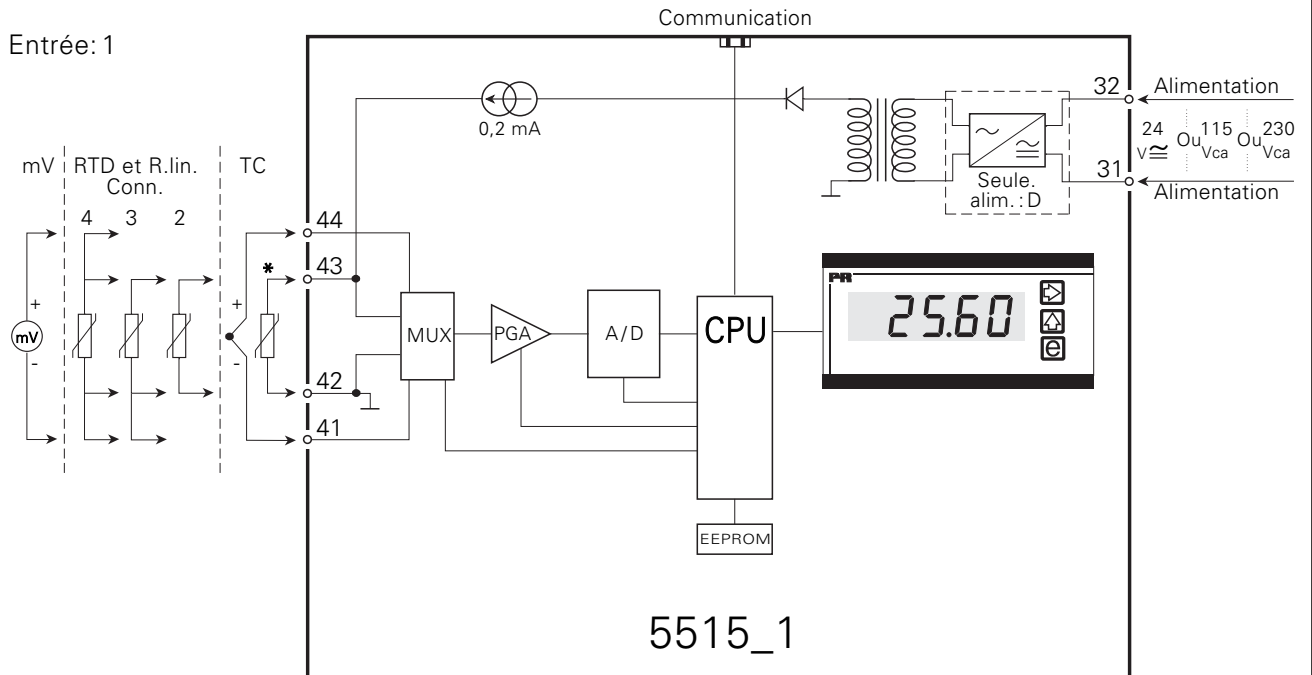 Communication
Entrée: 1
0,2 mA
32
Alimentation
24 V≅ Ou 115 Vca Ou 230 Vca
31
Alimentation
Seule.
alim. : D
mV
RTD et R.lin.
Conn.
TC
4 3 2
44
43
*
+
+
mV
-
-
42
41
MUX
PGA
A/D
CPU
EEPROM
PR
25.60
e
5515_1